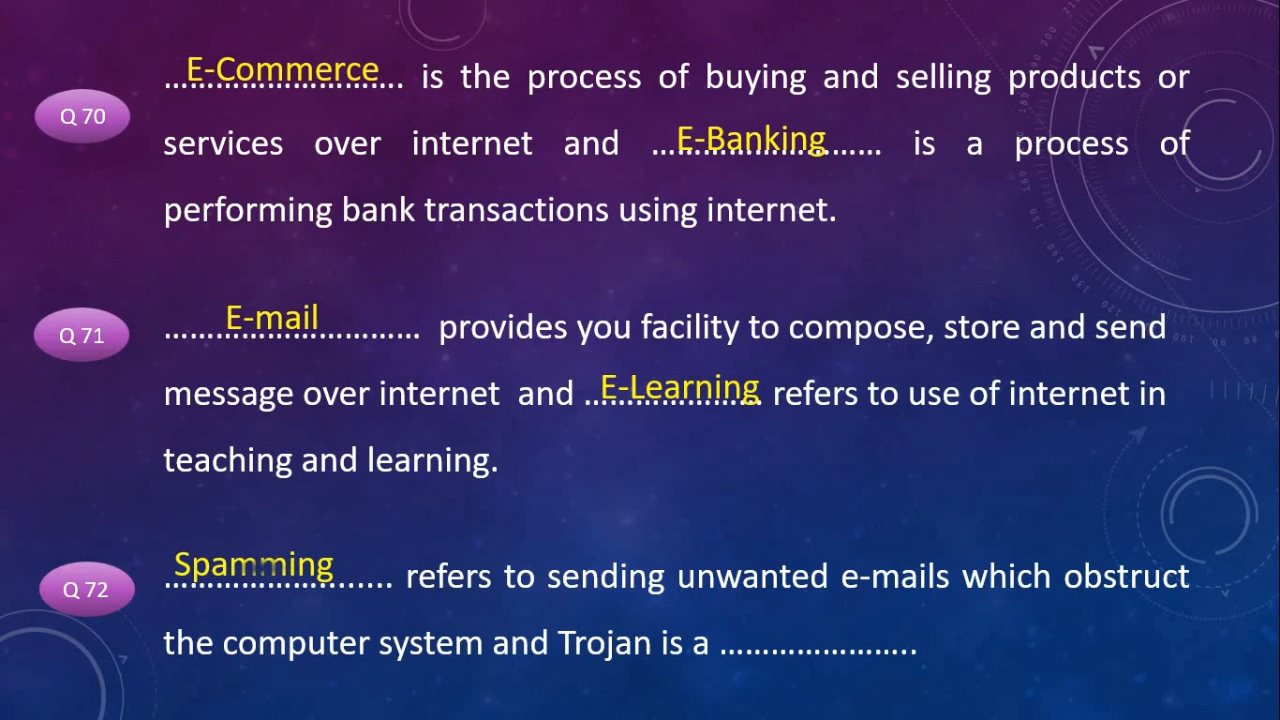 Q 70
…E-Commerce…. is the process of buying and selling products or
services over internet and …E-Banking…… is a process of
performing bank transactions using internet.
Q 71
…….E-mail………… provides you facility to compose, store and send
message over internet and …E-Learning… refers to use of internet in
teaching and learning.
Q 72
Spamming…....... refers to sending unwanted e-mails which obstruct
the computer system and Trojan is a …………………..